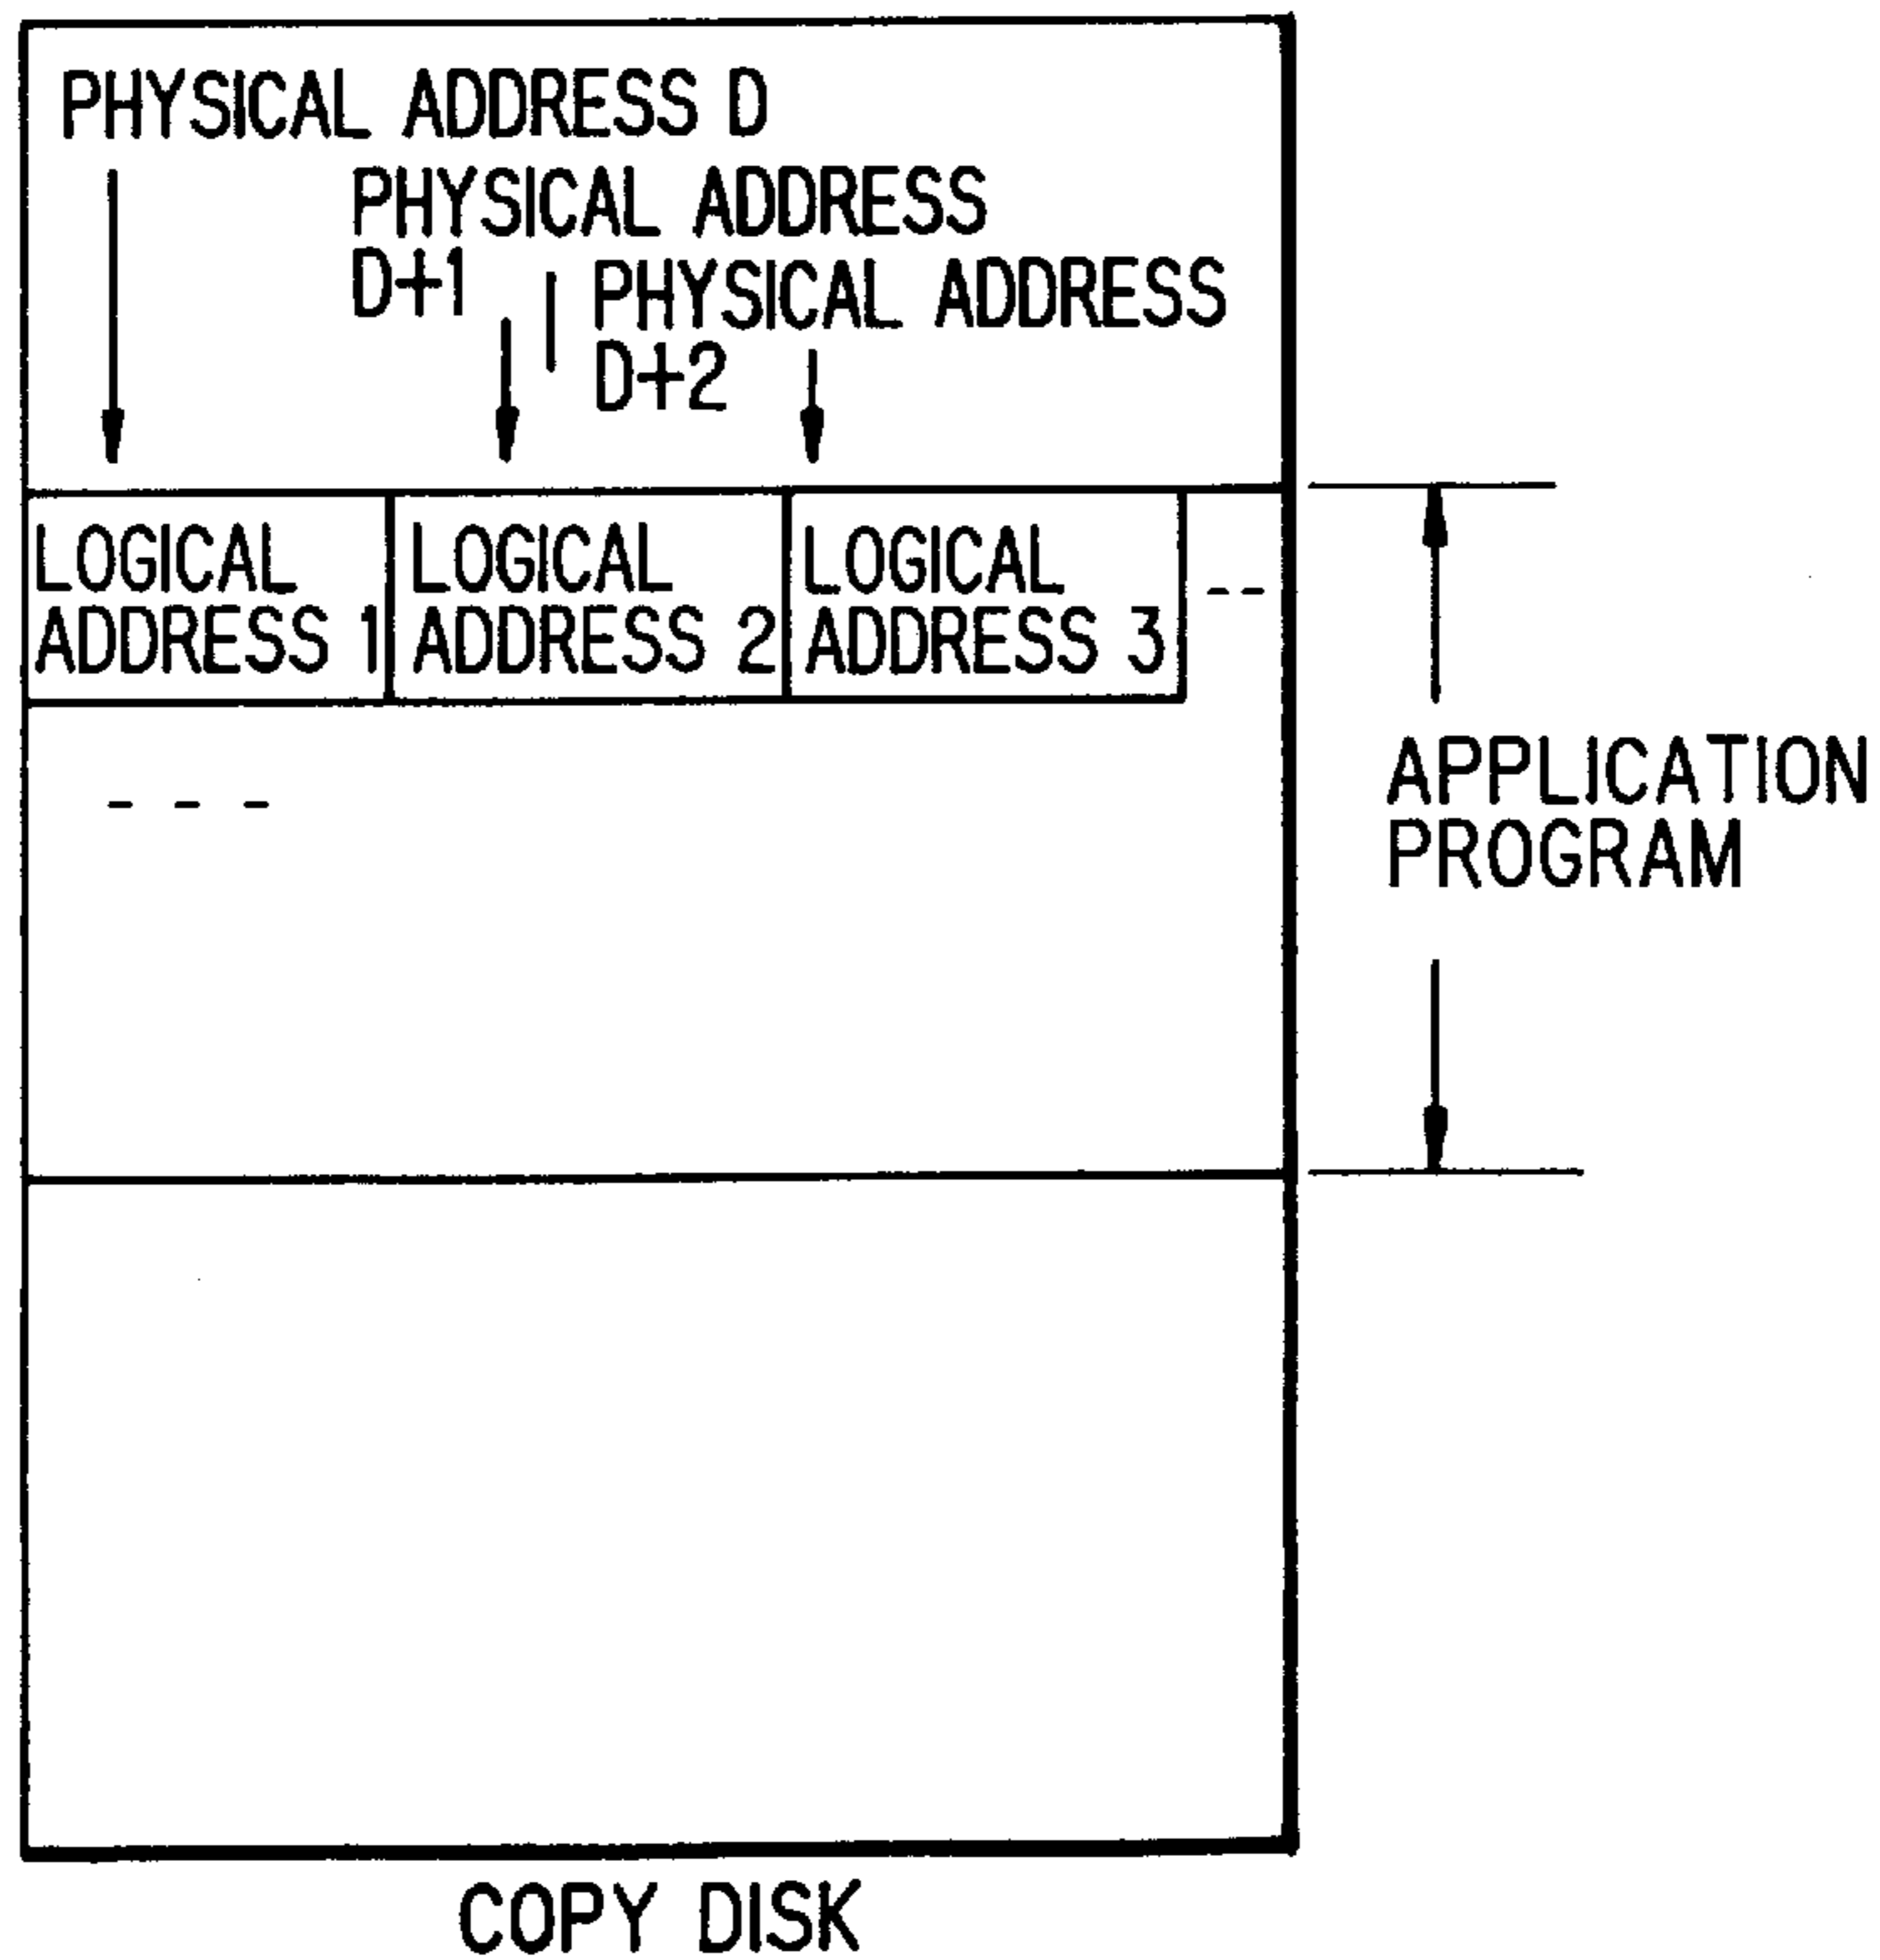 PHYSICAL ADDRESS D
PHYSICAL ADDRESS
D+1
PHYSICAL ADDRESS
D+2
LOGICAL
ADDRESS 1
LOGICAL
ADDRESS 2
LOGICAL
ADDRESS 3
APPLICATION
PROGRAM
COPY DISK